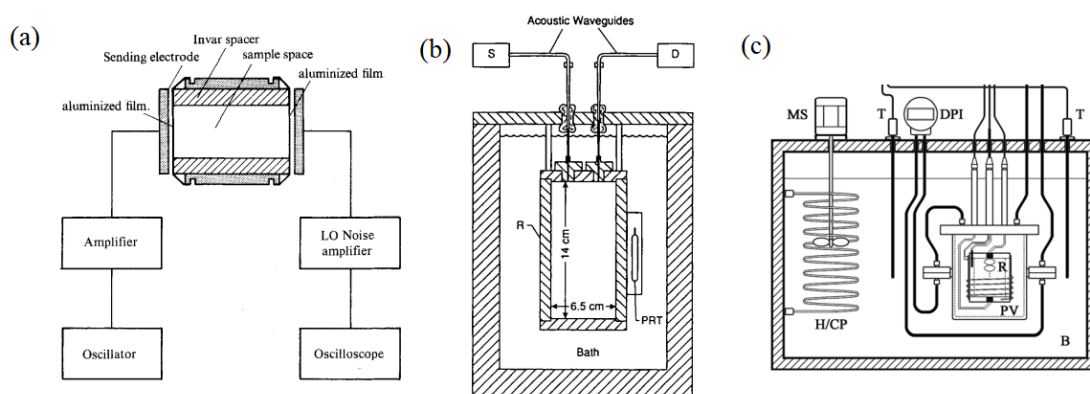 (a)
Invar spacer
Sending electrode
sample space
aluminized film
aluminized film.
Amplifier
LO Noise
amplifier
Oscillator
Oscilloscope
(b)
Acoustic Waveguides
S
D
R
14 cm
6.5 cm
PRT
Bath
(c)
MS
T
DPI
T
R
PV
H/CP
B